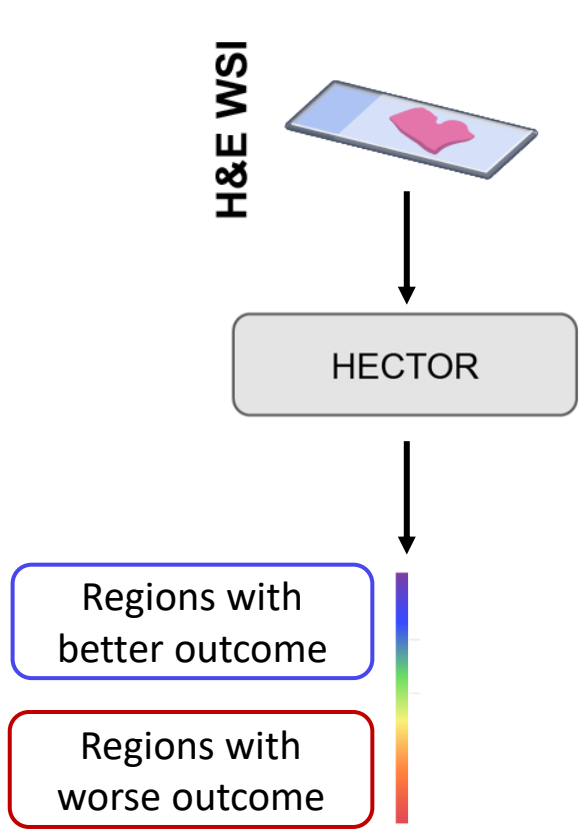 H&E WSI
HECTOR
Regions with
better outcome
Regions with
worse outcome